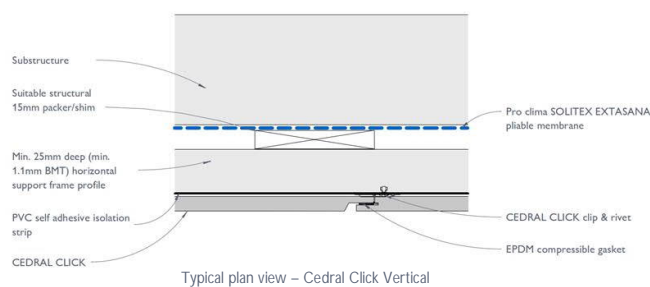 Substructure
Suitable structural
15mm packer/shim
Min. 25mm deep (min.
1.1mm BMT) horizontal
support frame profile
PVC self adhesive isolation
strip
CEDRAL CLICK
Pro clima SOLITEX EXTASANA
pliable membrane
CEDRAL CLICK clip & rivet
EPDM compressible gasket
Typical plan view – Cedral Click Vertical